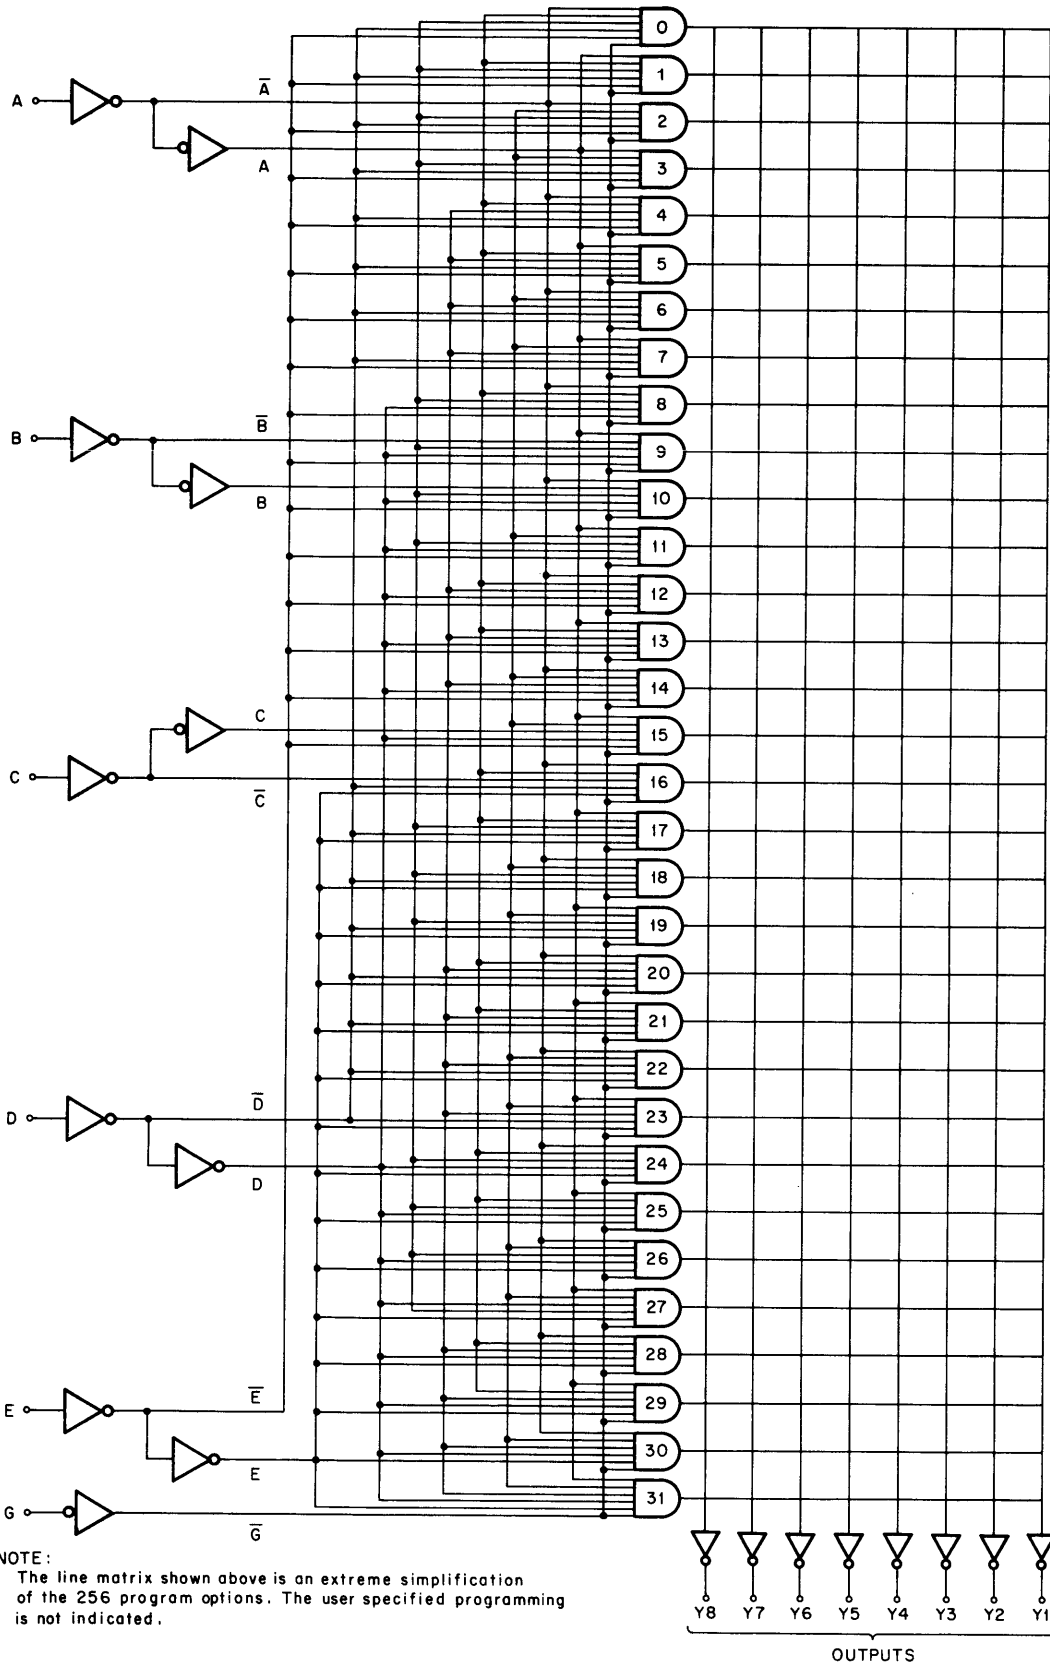 0
1
A̅
A
2
A
3
4
5
6
7
8
B̅
B
9
10
B
11
12
13
14
C
15
C
16
C̅
17
18
19
20
21
22
D̅
D
23
24
D
25
26
27
28
E̅
E
29
30
E
31
G
G̅
NOTE:
The line matrix shown above is an extreme simplification
of the 256 program options. The user specified programming
is not indicated.
Y8 Y7 Y6 Y5 Y4 Y3 Y2 Y1
OUTPUTS